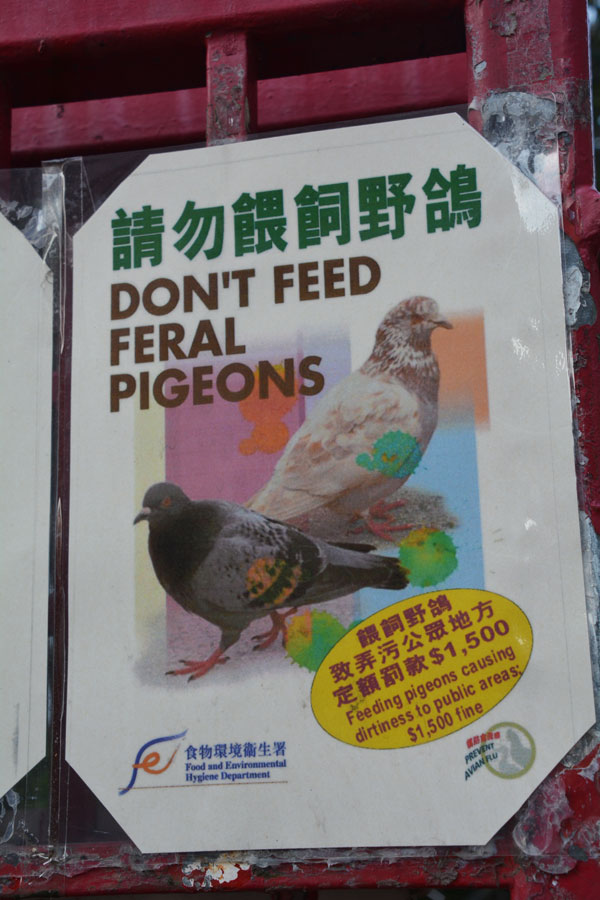 請勿餵飼野鴿
DON'T FEED
FERAL
PIGEONS
餵飼野鴿
致弄污公眾地方
定額罰款$1,500
Feeding pigeons causing
dirtiness to public areas:
$1,500 fine
食物環境衞生署
Food and Environmental
Hygiene Department
PREVENT
AVIAN FLU